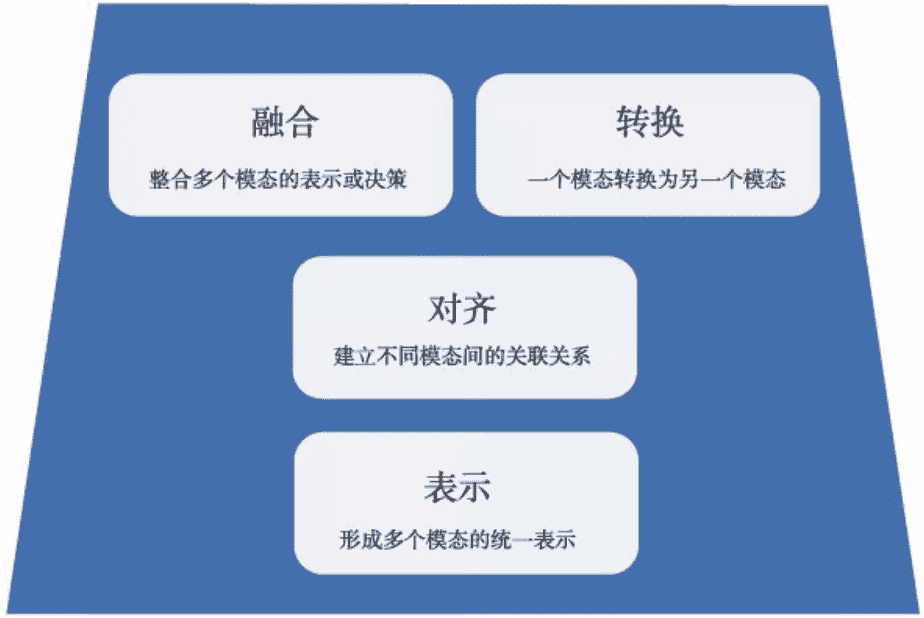 融合
整合多个模态的表示或决策
转换
一个模态转换为另一个模态
对齐
建立不同模态间的关联关系
表示
形成多个模态的统一表示